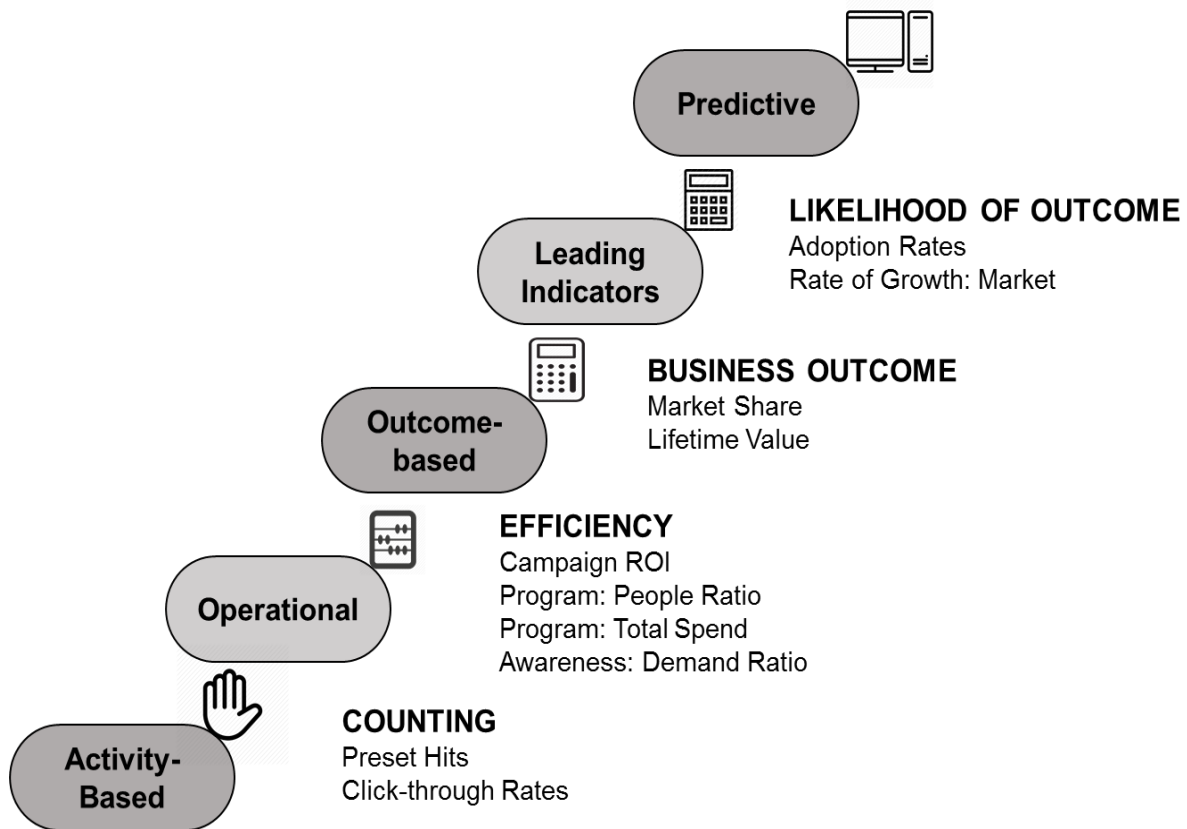 Predictive
LIKELIHOOD OF OUTCOME
Adoption Rates
Rate of Growth: Market
Leading
Indicators
BUSINESS OUTCOME
Market Share
Lifetime Value
Outcome-
based
EFFICIENCY
Campaign ROI
Program: People Ratio
Program: Total Spend
Awareness: Demand Ratio
Operational
COUNTING
Preset Hits
Click-through Rates
Activity-
Based